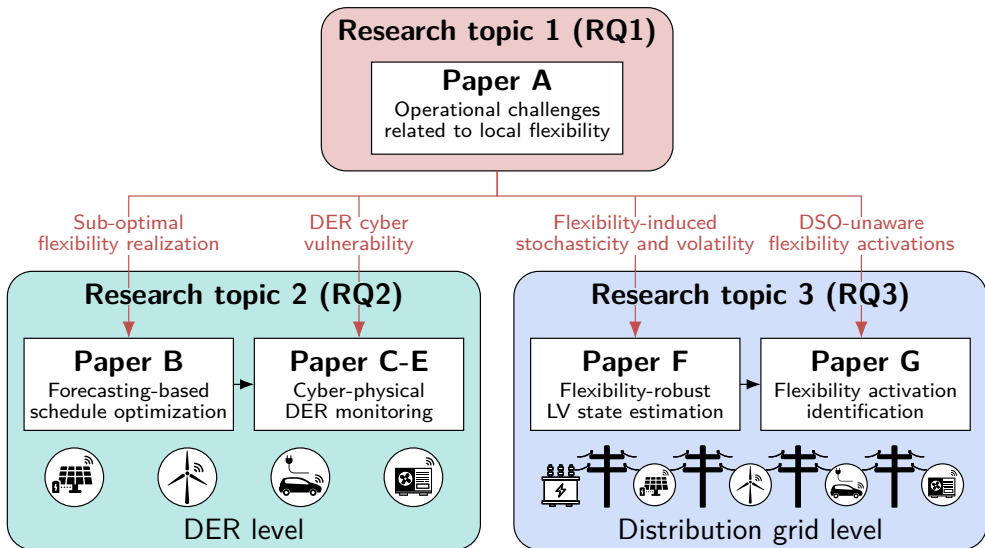 Research topic 1 (RQ1)
Paper A
Operational challenges
related to local flexibility
Sub-optimal
flexibility realization
DER cyber
vulnerability
Flexibility-induced
stochasticity and volatility
DSO-unaware
flexibility activations
Research topic 2 (RQ2)
Paper B
Forecasting-based
schedule optimization
Paper C-E
Cyber-physical
DER monitoring
DER level
Research topic 3 (RQ3)
Paper F
Flexibility-robust
LV state estimation
Paper G
Flexibility activation
identification
Distribution grid level